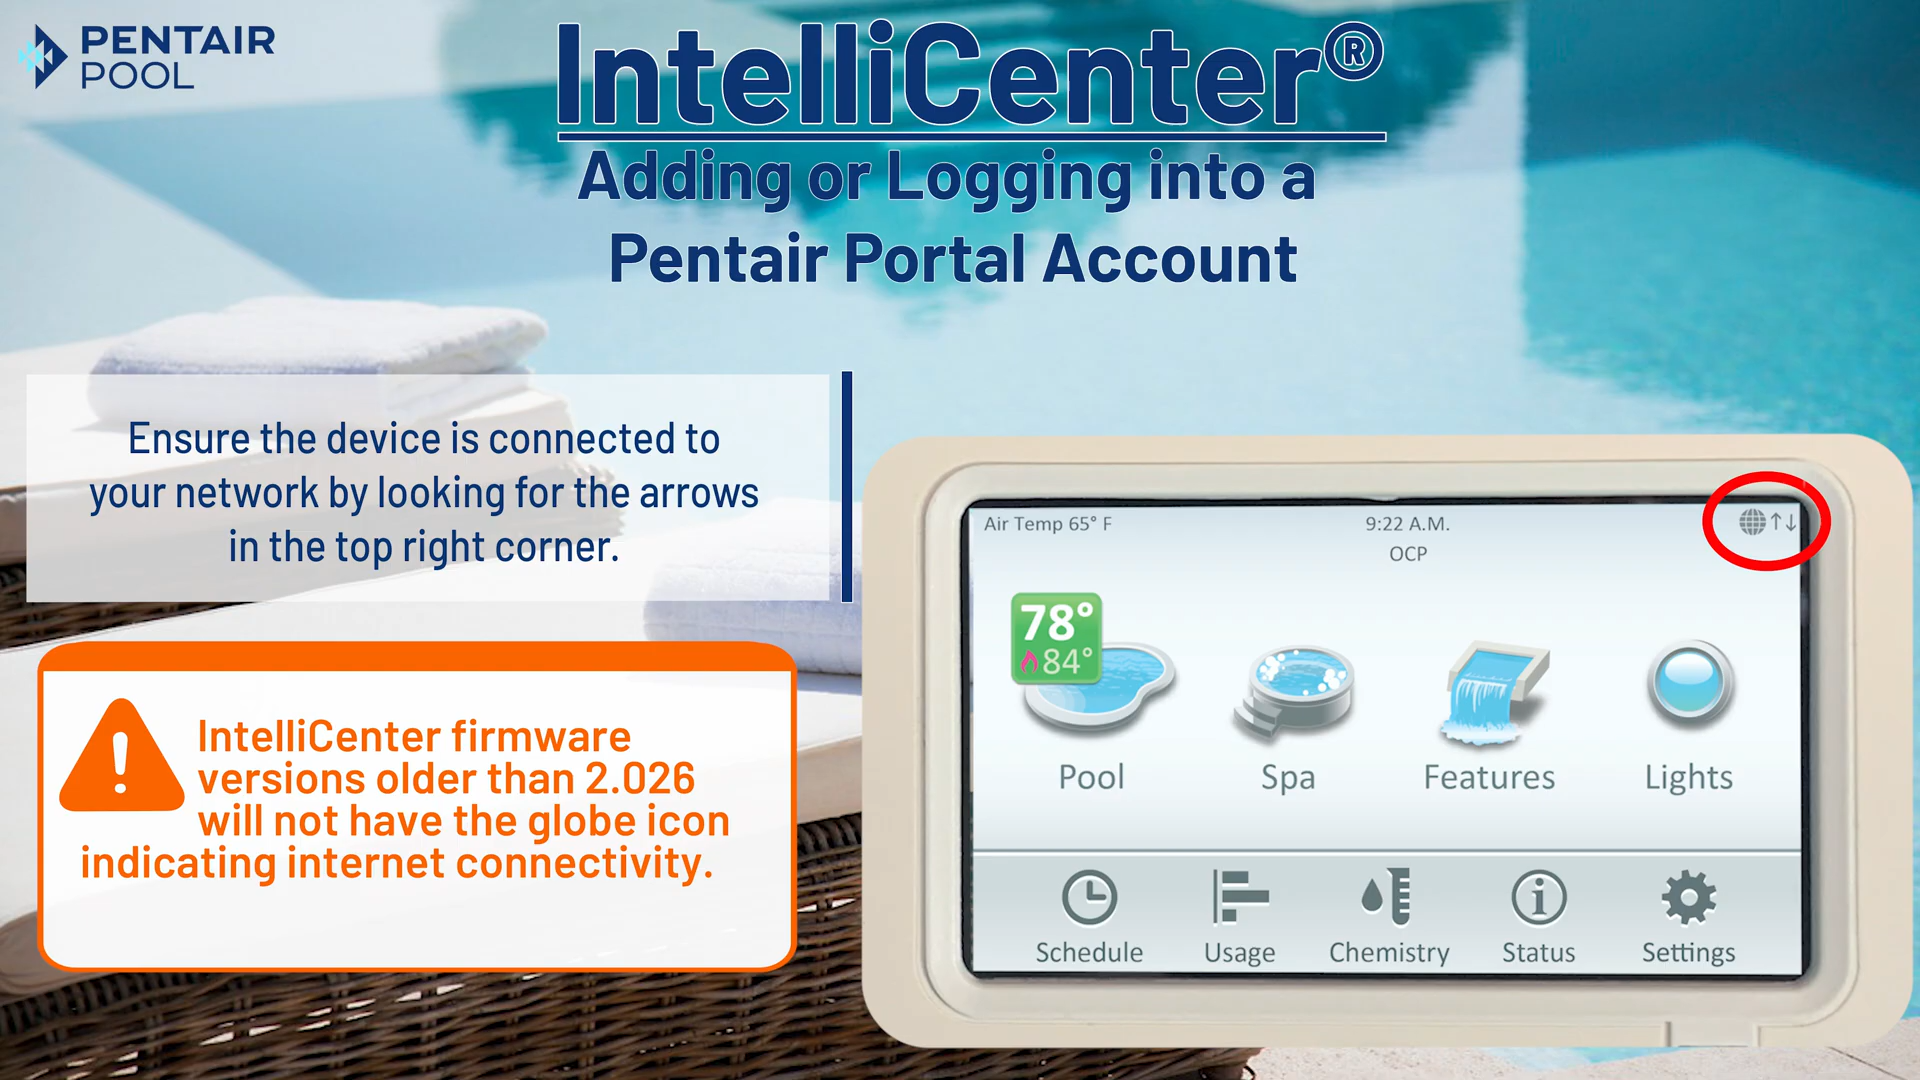 PENTAIR
POOL
IntelliCenter®
Adding or Logging into a
Pentair Portal Account
Ensure the device is connected to
your network by looking for the arrows
in the top right corner.
IntelliCenter firmware
versions older than 2.026
will not have the globe icon
indicating internet connectivity.
Air Temp 65° F
9:22 A.M.
OCP
78°
84°
Pool
Spa
Features
Lights
Schedule
Usage
Chemistry
Status
Settings